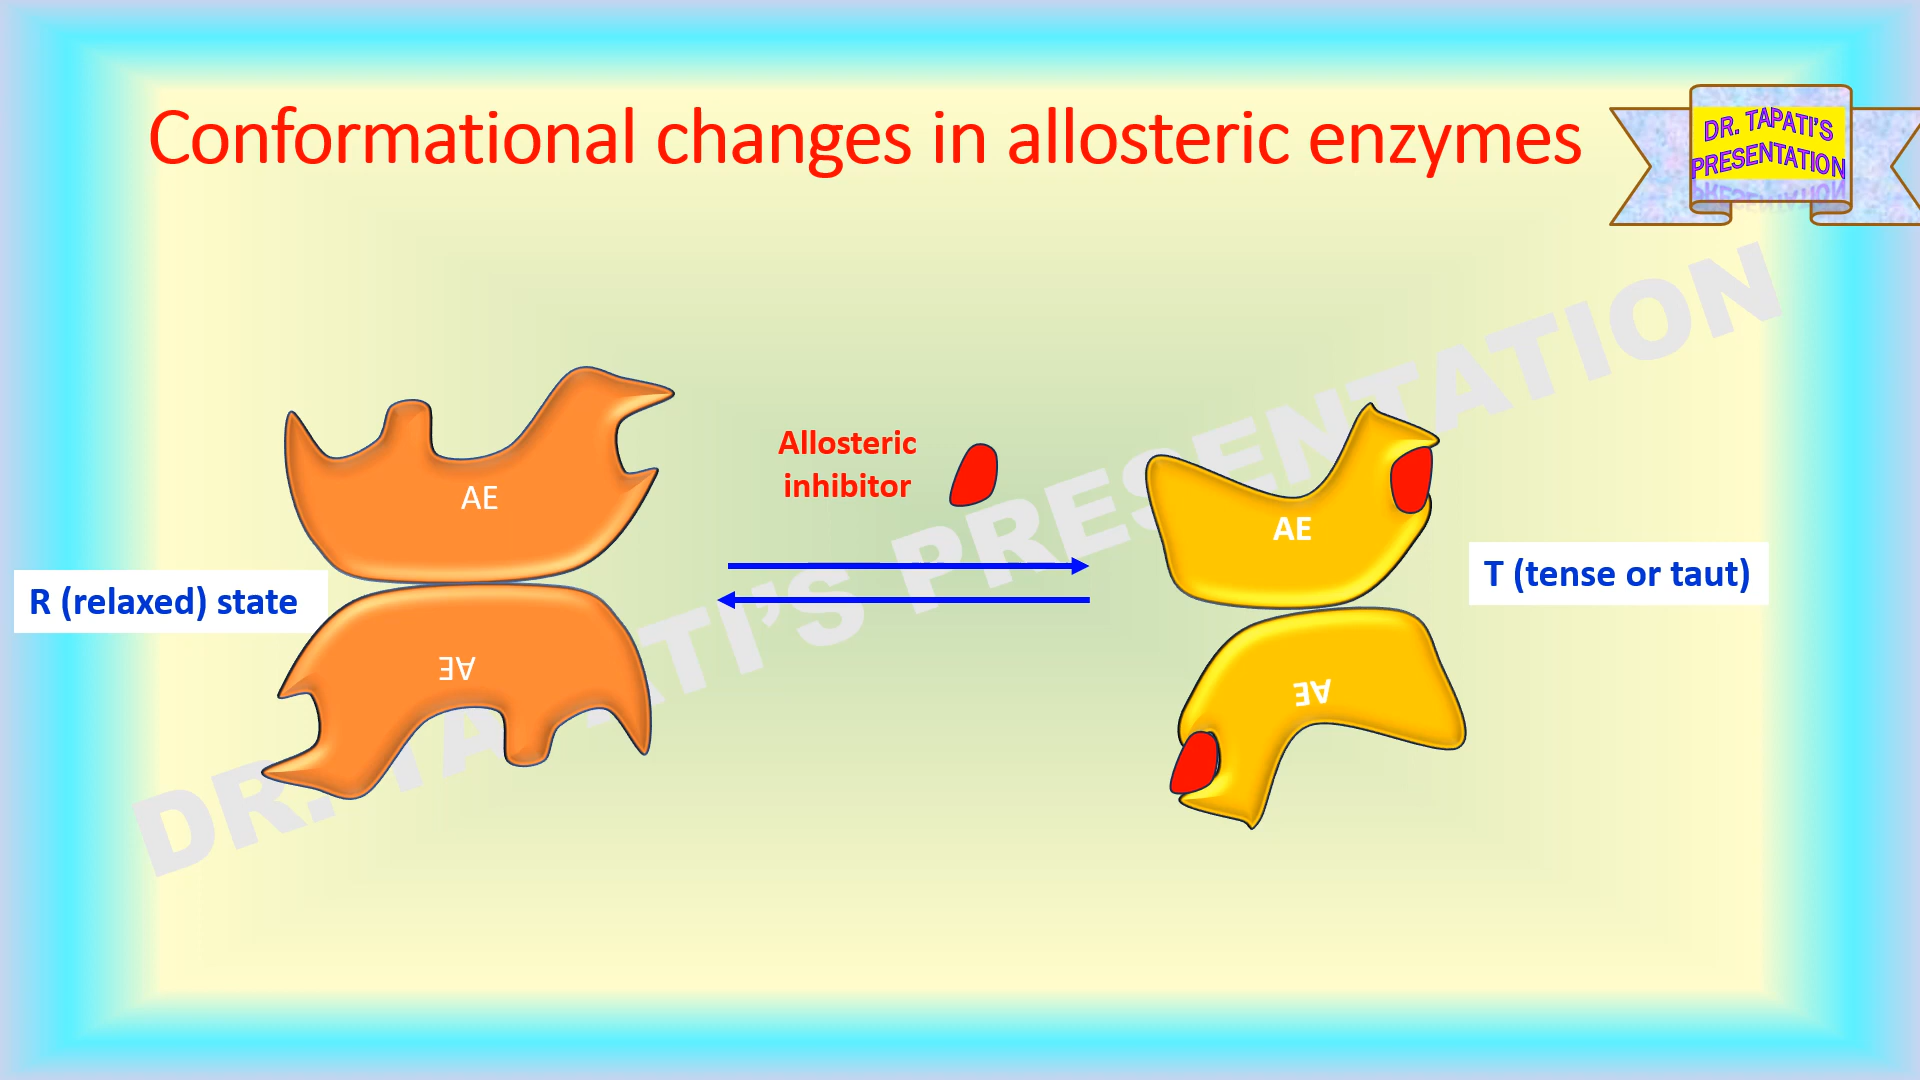 Conformational changes in allosteric enzymes
DR. TAPATI'S
PRESENTATION
Allosteric
inhibitor
AE
AE
R (relaxed) state
T (tense or taut)
AE
AE
DR. TAPATI'S PRESENTATION